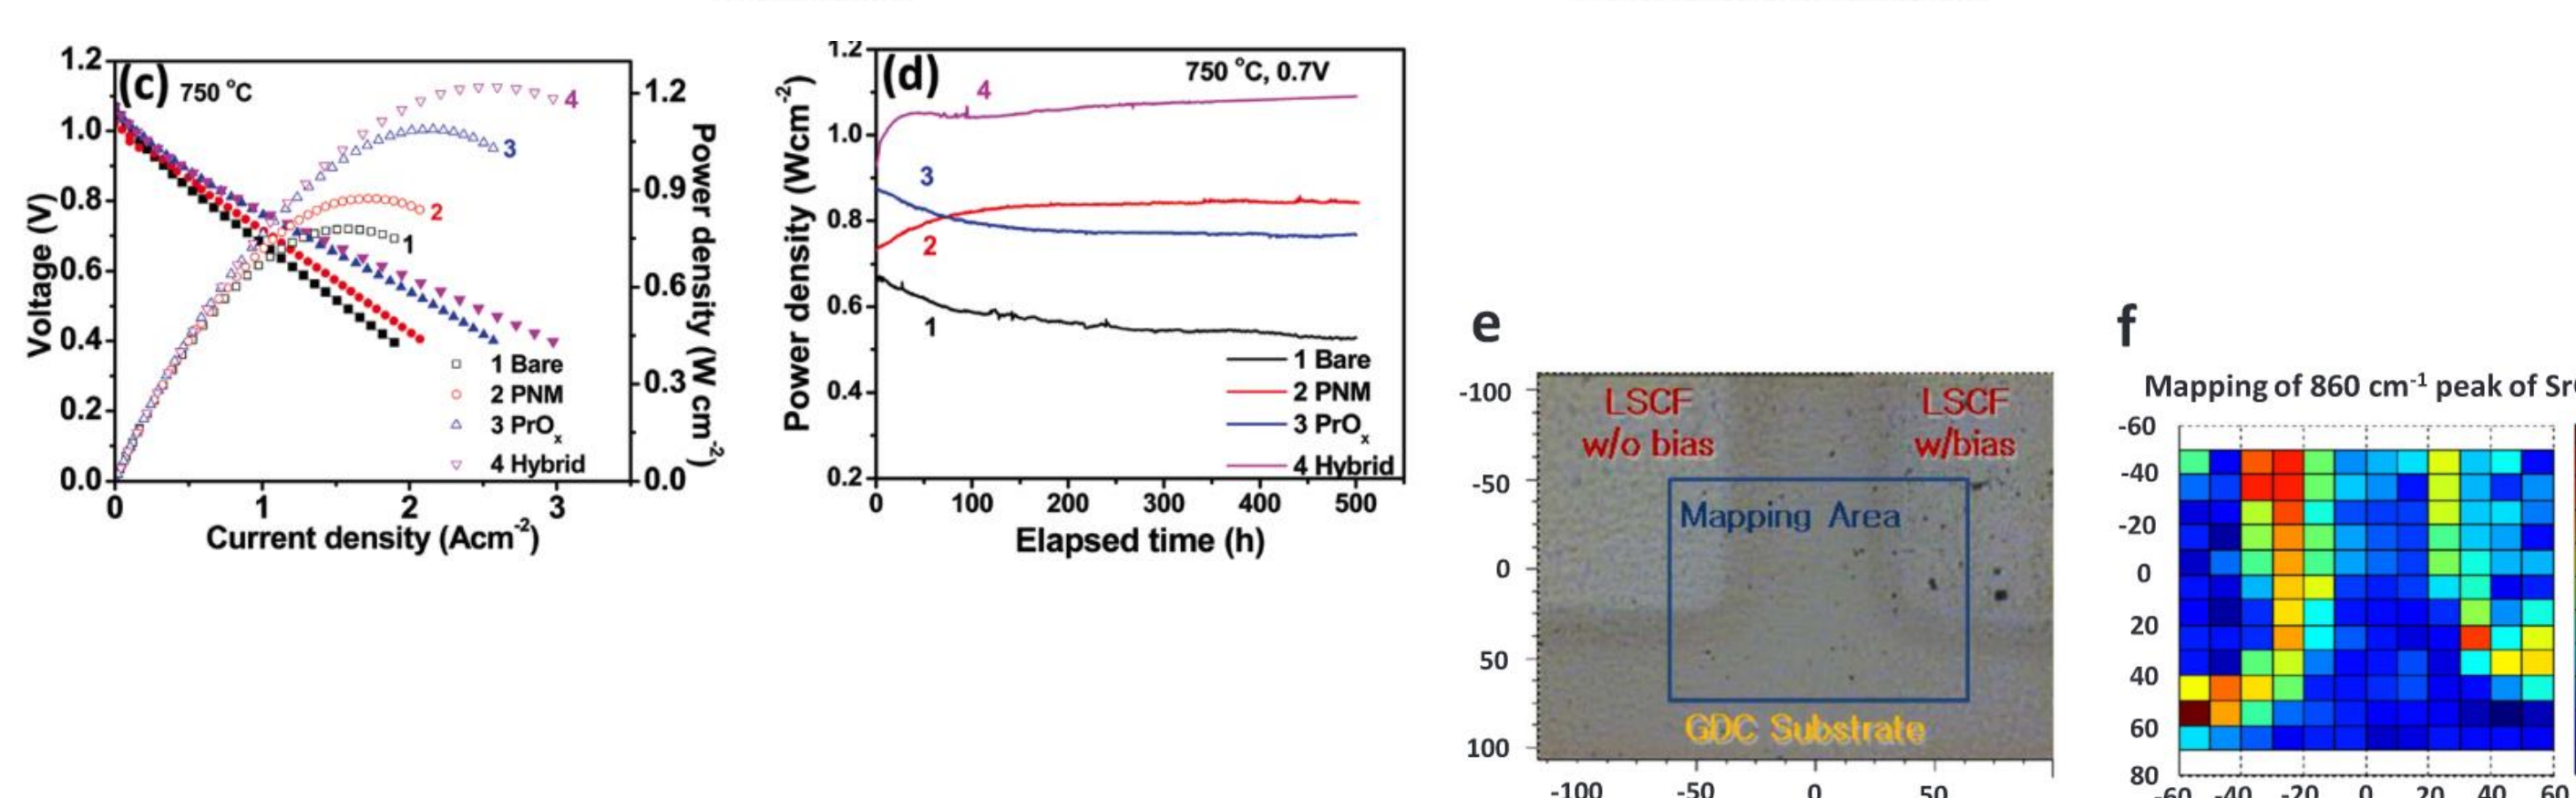 (c) 750 °C
1.2
1.0
0.8
0.6
0.4
0.2
0.0
Voltage (V)
0 1 2 3
Current density (Acm⁻²)
1.2
0.9
0.6
0.3
0.0
Power density (W cm⁻²)
4
3
2
1
1 Bare
2 PNM
3 PrOₓ
4 Hybrid
(d) 750 °C, 0.7V
1.2
1.0
0.8
0.6
0.4
0.2
Power density (Wcm⁻²)
0 100 200 300 400 500
Elapsed time (h)
4
3
2
1
1 Bare
2 PNM
3 PrOₓ
4 Hybrid
e
LSCF
w/o bias
LSCF
w/bias
Mapping Area
GDC Substrate
-100
-50
0
50
100
-100 -50 0 50
f
Mapping of 860 cm⁻¹ peak of Sr
-60
-40
-20
0
20
40
60
80
-60 -40 -20 0 20 40 60